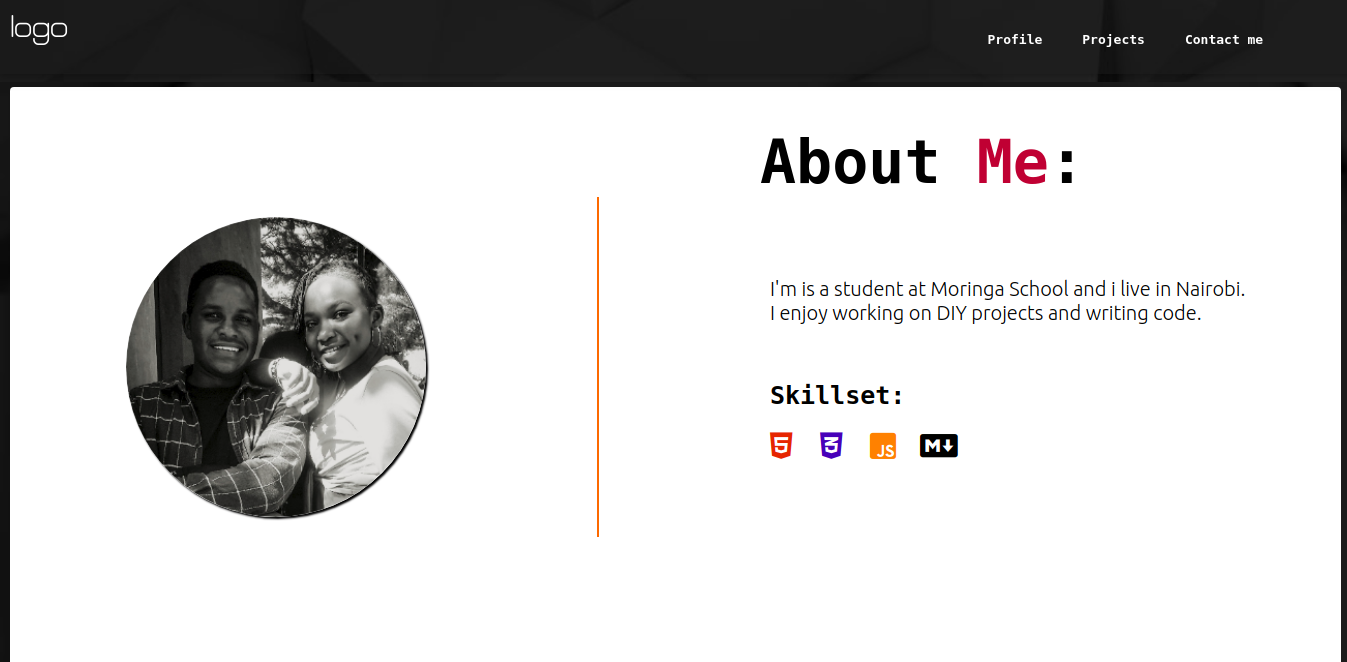 logo
Profile Projects Contact me
About Me:
I'm is a student at Moringa School and i live in Nairobi.
I enjoy working on DIY projects and writing code.
Skillset:
5 3 JS M